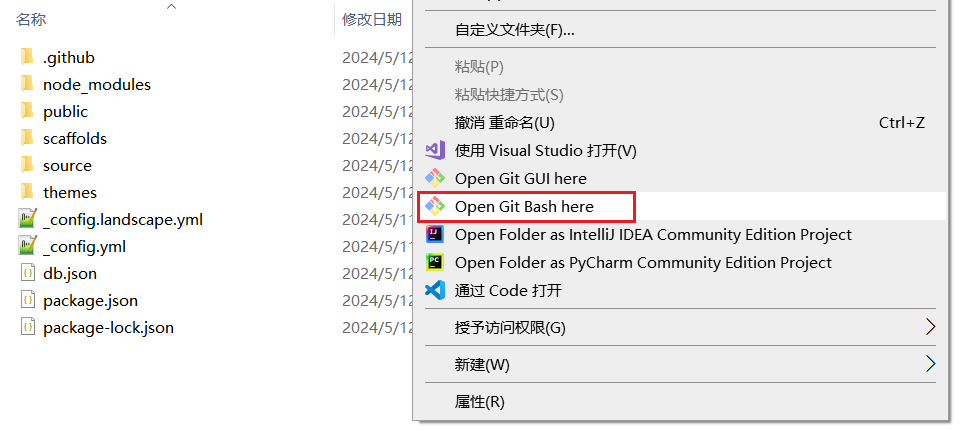 名称
修改日期
.github
2024/5/12
node_modules
2024/5/12
public
2024/5/12
scaffolds
2024/5/12
source
2024/5/12
themes
2024/5/12
_config.landscape.yml
2024/5/11
_config.yml
2024/5/11
db.json
2024/5/12
package.json
2024/5/12
package-lock.json
2024/5/12
自定义文件夹(F)...
粘贴(P)
粘贴快捷方式(S)
撤消 重命名(U)
Ctrl+Z
使用 Visual Studio 打开(V)
Open Git GUI here
Open Git Bash here
Open Folder as IntelliJ IDEA Community Edition Project
Open Folder as PyCharm Community Edition Project
通过 Code 打开
授予访问权限(G)
新建(W)
属性(R)